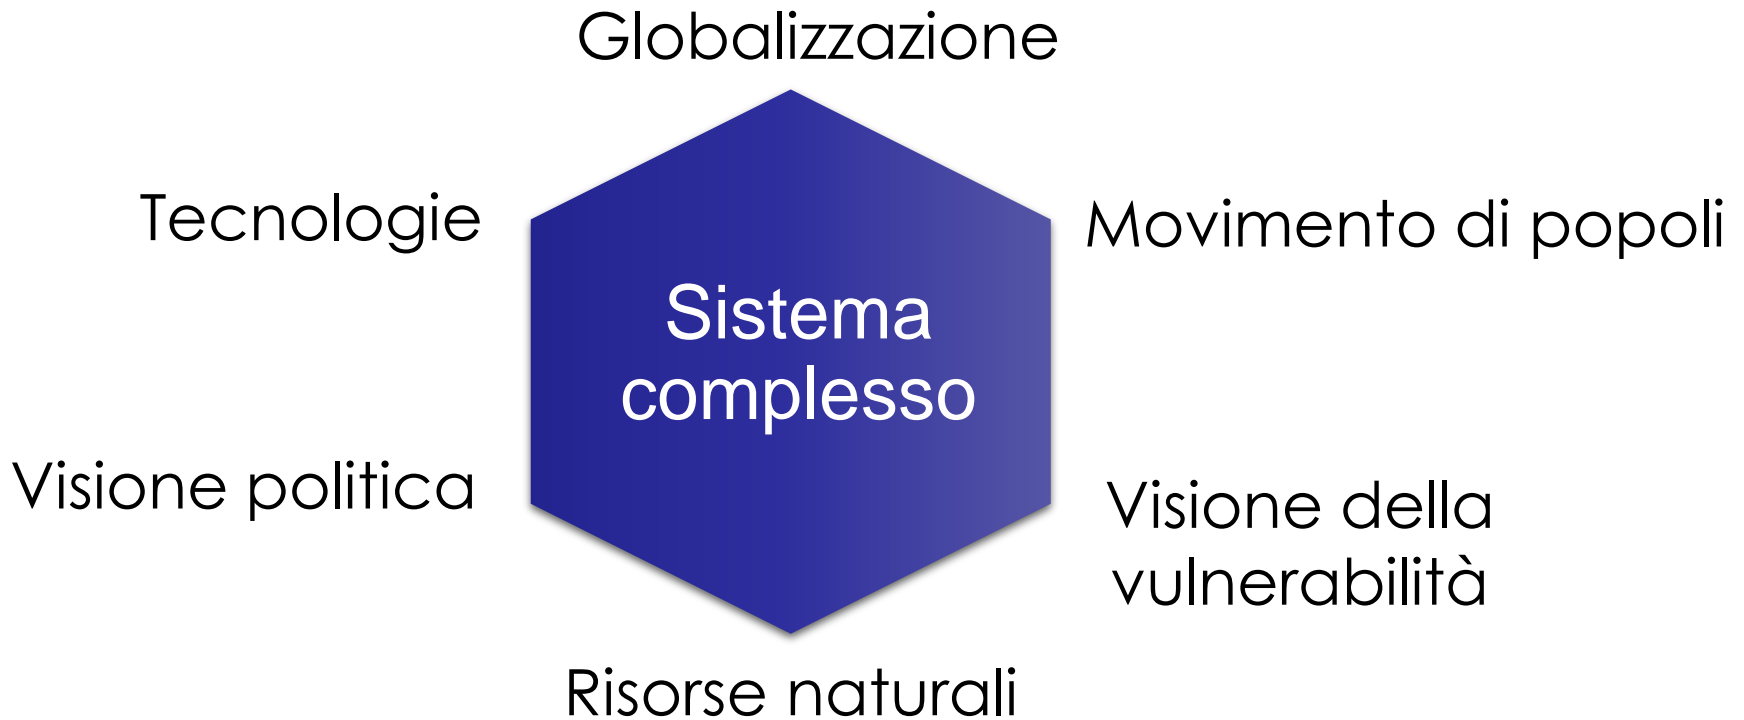 Globalizzazione
Tecnologie
Movimento di popoli
Sistema
complesso
Visione politica
Visione della
vulnerabilità
Risorse naturali